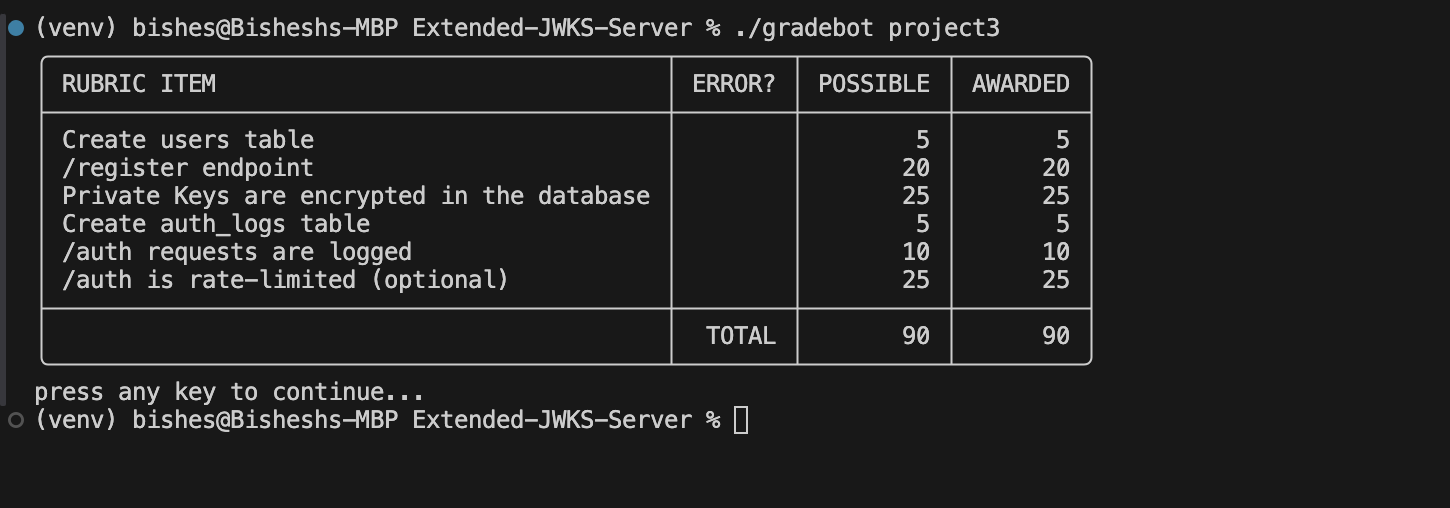 (venv) bishes@Bisheshs-MBP Extended-JWKS-Server % ./gradebot project3
RUBRIC ITEM ERROR? POSSIBLE AWARDED
Create users table 5 5
/register endpoint 20 20
Private Keys are encrypted in the database 25 25
Create auth_logs table 5 5
/auth requests are logged 10 10
/auth is rate-limited (optional) 25 25
TOTAL 90 90
press any key to continue...
(venv) bishes@Bisheshs-MBP Extended-JWKS-Server %